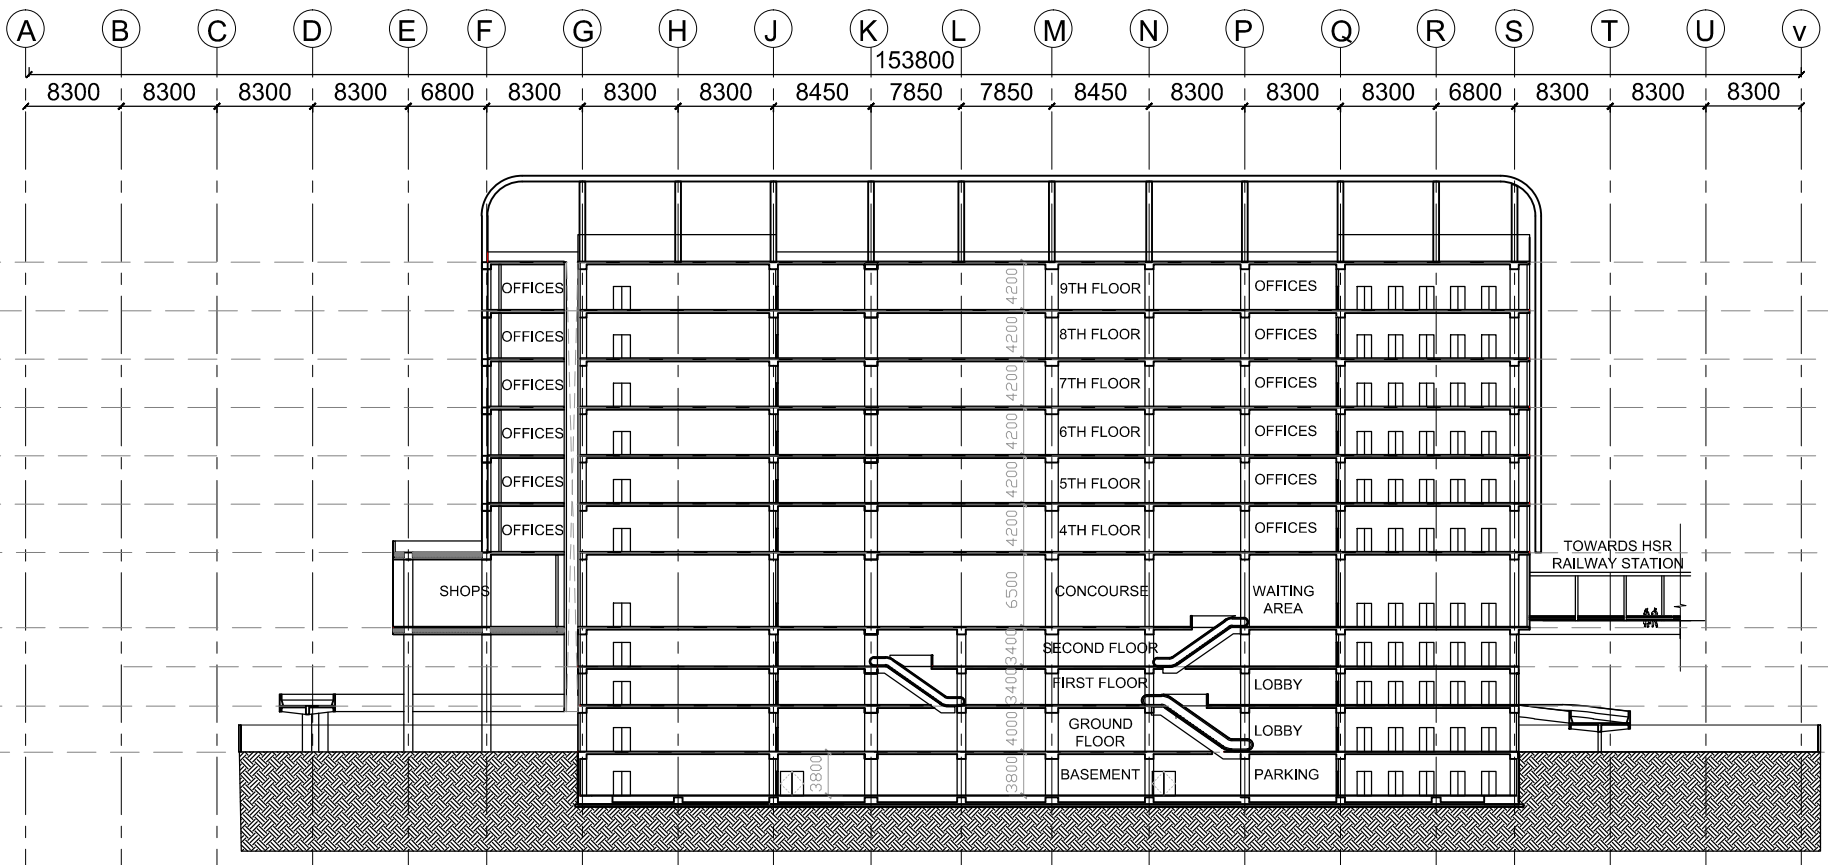 A B C D E F G H J K L M N P Q R S T U v
153800
8300 8300 8300 8300 6800 8300 8300 8300 8450 7850 7850 8450 8300 8300 8300 6800 8300 8300 8300
OFFICES 4200 9TH FLOOR OFFICES
OFFICES 4200 8TH FLOOR OFFICES
OFFICES 4200 7TH FLOOR OFFICES
OFFICES 4200 6TH FLOOR OFFICES
OFFICES 4200 5TH FLOOR OFFICES
OFFICES 4200 4TH FLOOR OFFICES
TOWARDS HSR
RAILWAY STATION
SHOPS 6500 CONCOURSE WAITING
AREA
3400 SECOND FLOOR
3400 FIRST FLOOR LOBBY
4000 GROUND
FLOOR LOBBY
3800 3800 BASEMENT PARKING